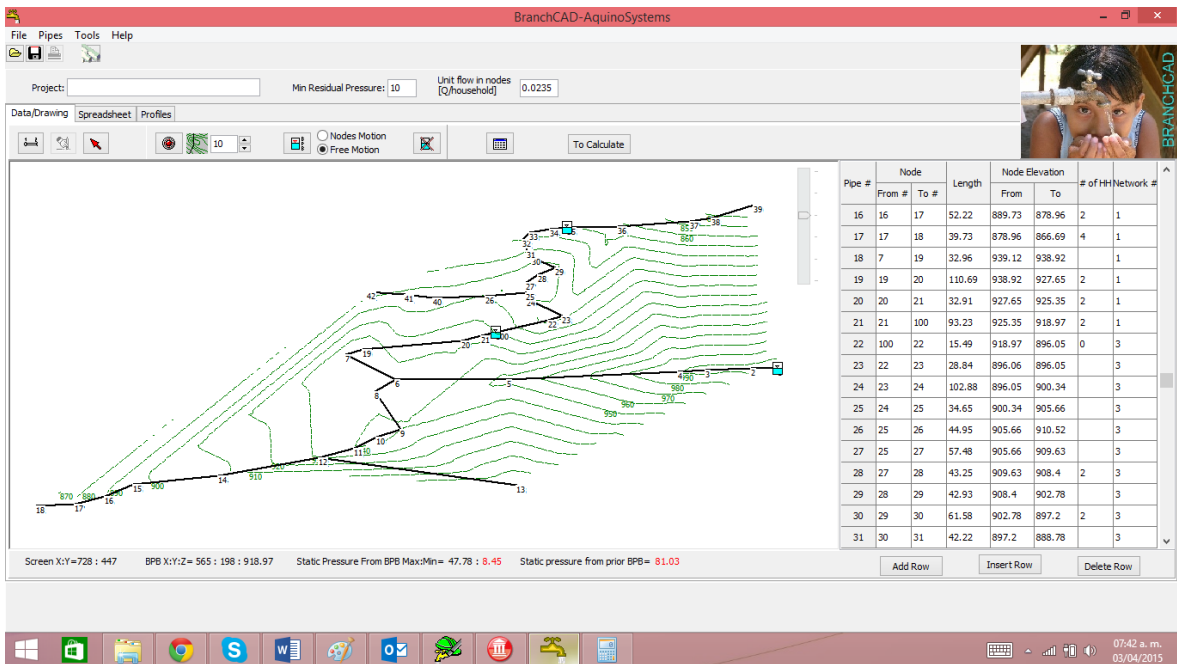 BranchCAD-AquinoSystems
File Pipes Tools Help
Project:
Min Residual Pressure: 10
Unit flow in nodes
[Q/household] 0.0235
BRANCHCAD
Data/Drawing Spreadsheet Profiles
10
Nodes Motion
Free Motion
To Calculate
39
38
37
36
34
33
32
31
30
29
28
27
25
26
40
41
42
24
23
22
21
20
19
7
6
5
4
3
2
8
9
10
11
12
13
14
15
16
17
18
860
990
980
970
960
950
910
900
880
870
Pipe # Node Length Node Elevation # of HH Network #
From # To # From To
16 16 17 52.22 889.73 878.96 2 1
17 17 18 39.73 878.96 866.69 4 1
18 7 19 32.96 939.12 938.92 1
19 19 20 110.69 938.92 927.65 2 1
20 20 21 32.91 927.65 925.35 2 1
21 21 100 93.23 925.35 918.97 2 1
22 100 22 15.49 918.97 896.05 0 3
23 22 23 28.84 896.06 896.05 3
24 23 24 102.88 896.05 900.34 3
25 24 25 34.65 900.34 905.66 3
26 25 26 44.95 905.66 910.52 3
27 25 27 57.48 905.66 909.63 3
28 27 28 43.25 909.63 908.4 2 3
29 28 29 42.93 908.4 902.78 3
30 29 30 61.58 902.78 897.2 2 3
31 30 31 42.22 897.2 888.78 3
Screen X:Y=728 : 447 BPB X:Y:Z= 565 : 198 : 918.97 Static Pressure From BPB Max:Min= 47.78 : 8.45 Static pressure from prior BPB= 81.03
Add Row Insert Row Delete Row
07:42 a. m.
03/04/2015